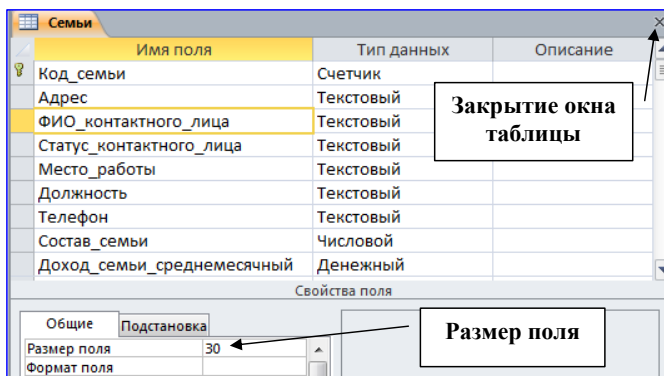 Семьи
Имя поля Тип данных Описание
Код_семьи Счетчик
Адрес Текстовый
ФИО_контактного_лица Текстовый
Статус_контактного_лица Текстовый
Место_работы Текстовый
Должность Текстовый
Телефон Текстовый
Состав_семьи Числовой
Доход_семьи_среднемесячный Денежный
Закрытие окна
таблицы
Свойства поля
Общие Подстановка
Размер поля 30
Формат поля
Размер поля